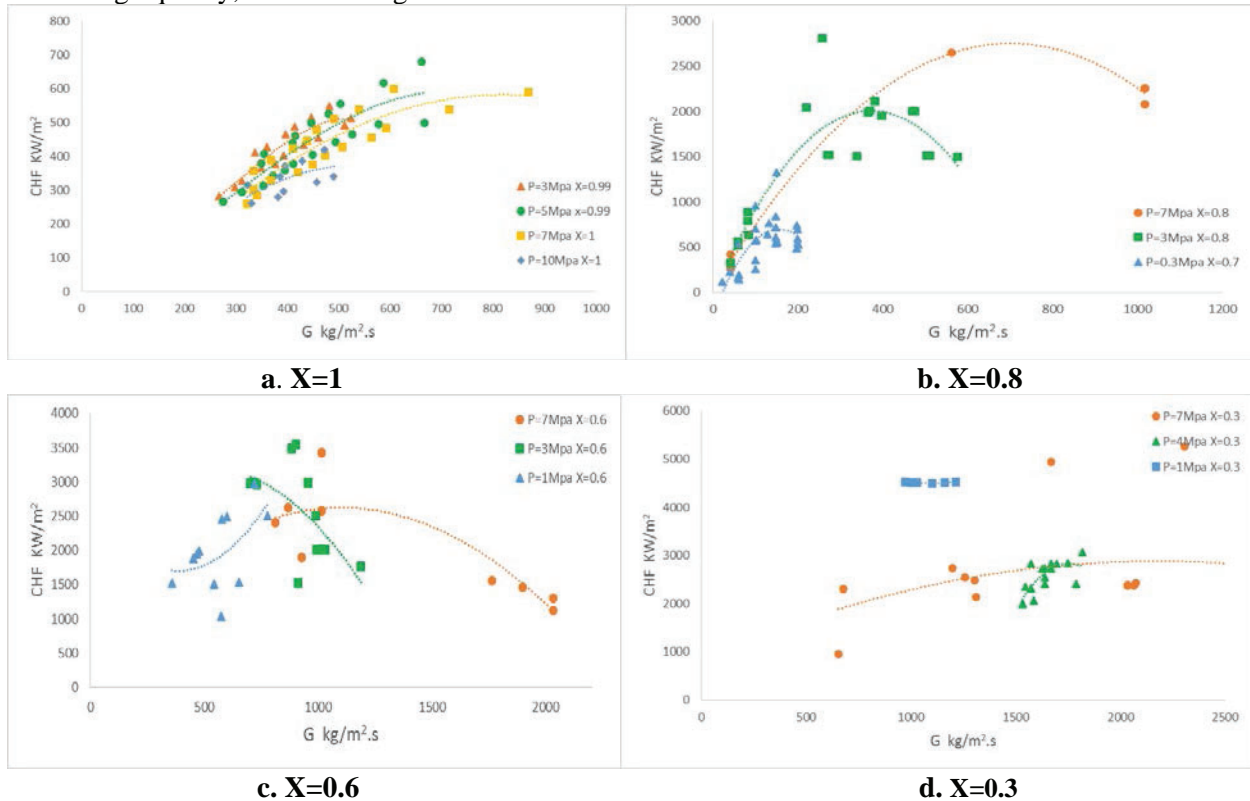 800
700
600
500
400
300
200
100
0
CHF KW/m²
0 100 200 300 400 500 600 700 800 900 1000
G kg/m².s
P=3Mpa X=0.99
P=5Mpa x=0.99
P=7Mpa X=1
P=10Mpa X=1
a. X=1
3000
2500
2000
1500
1000
500
0
CHF KW/m²
0 200 400 600 800 1000 1200
G kg/m².s
P=7Mpa X=0.8
P=3Mpa X=0.8
P=0.3Mpa X=0.7
b. X=0.8
4000
3500
3000
2500
2000
1500
1000
500
0
CHF KW/m²
0 500 1000 1500 2000
G kg/m².s
P=7Mpa X=0.6
P=3Mpa X=0.6
P=1Mpa X=0.6
c. X=0.6
6000
5000
4000
3000
2000
1000
0
CHF KW/m²
0 500 1000 1500 2000 2500
G kg/m².s
P=7Mpa X=0.3
P=4Mpa X=0.3
P=1Mpa X=0.3
d. X=0.3